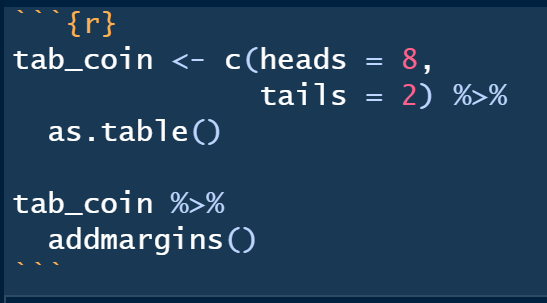 ```{r}
tab_coin <- c(heads = 8,
              tails = 2) %>%
  as.table()

tab_coin %>%
  addmargins()
```